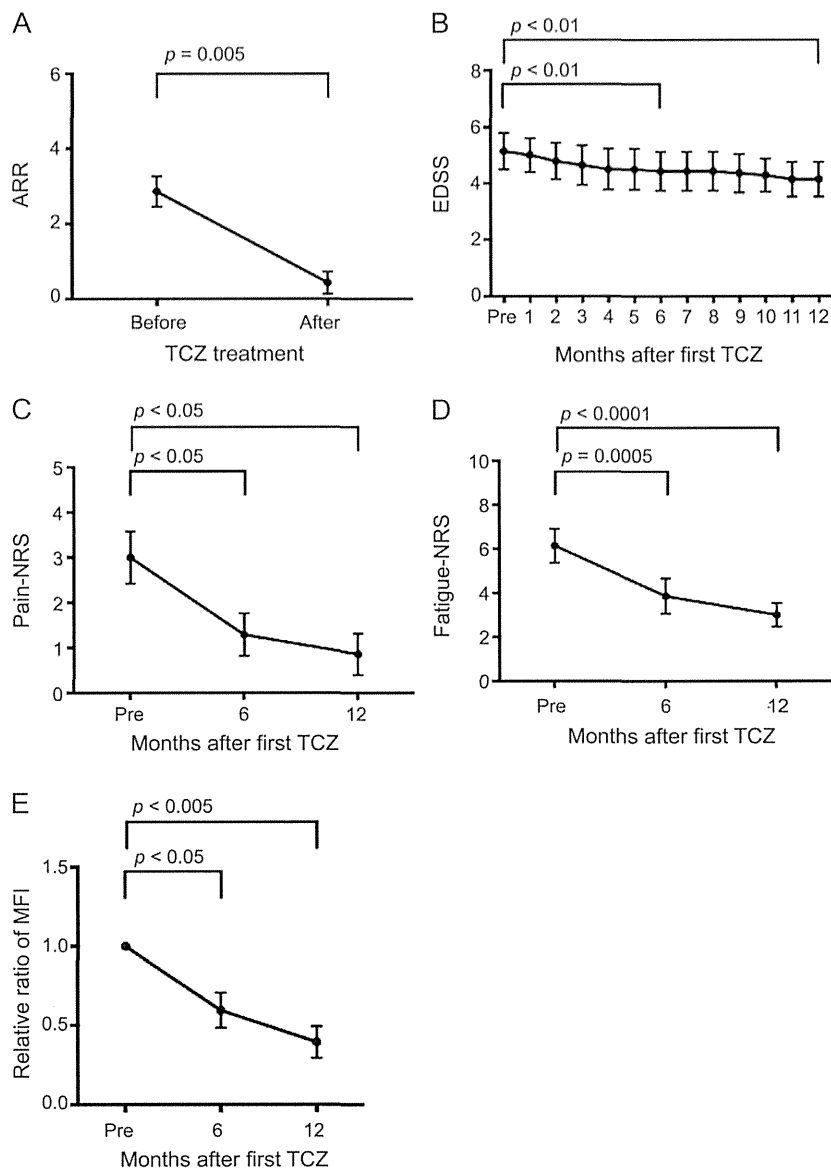 A
p = 0.005
6
4
2
0
ARR
Before After
TCZ treatment
B
p < 0.01
p < 0.01
8
6
4
2
0
EDSS
Pre 1 2 3 4 5 6 7 8 9 10 11 12
Months after first TCZ
C
p < 0.05
p < 0.05
5
4
3
2
1
0
Pain-NRS
Pre 6 12
Months after first TCZ
D
p < 0.0001
p = 0.0005
10
8
6
4
2
0
Fatigue-NRS
Pre 6 12
Months after first TCZ
E
p < 0.005
p < 0.05
1.5
1.0
0.5
0.0
Relative ratio of MFI
Pre 6 12
Months after first TCZ